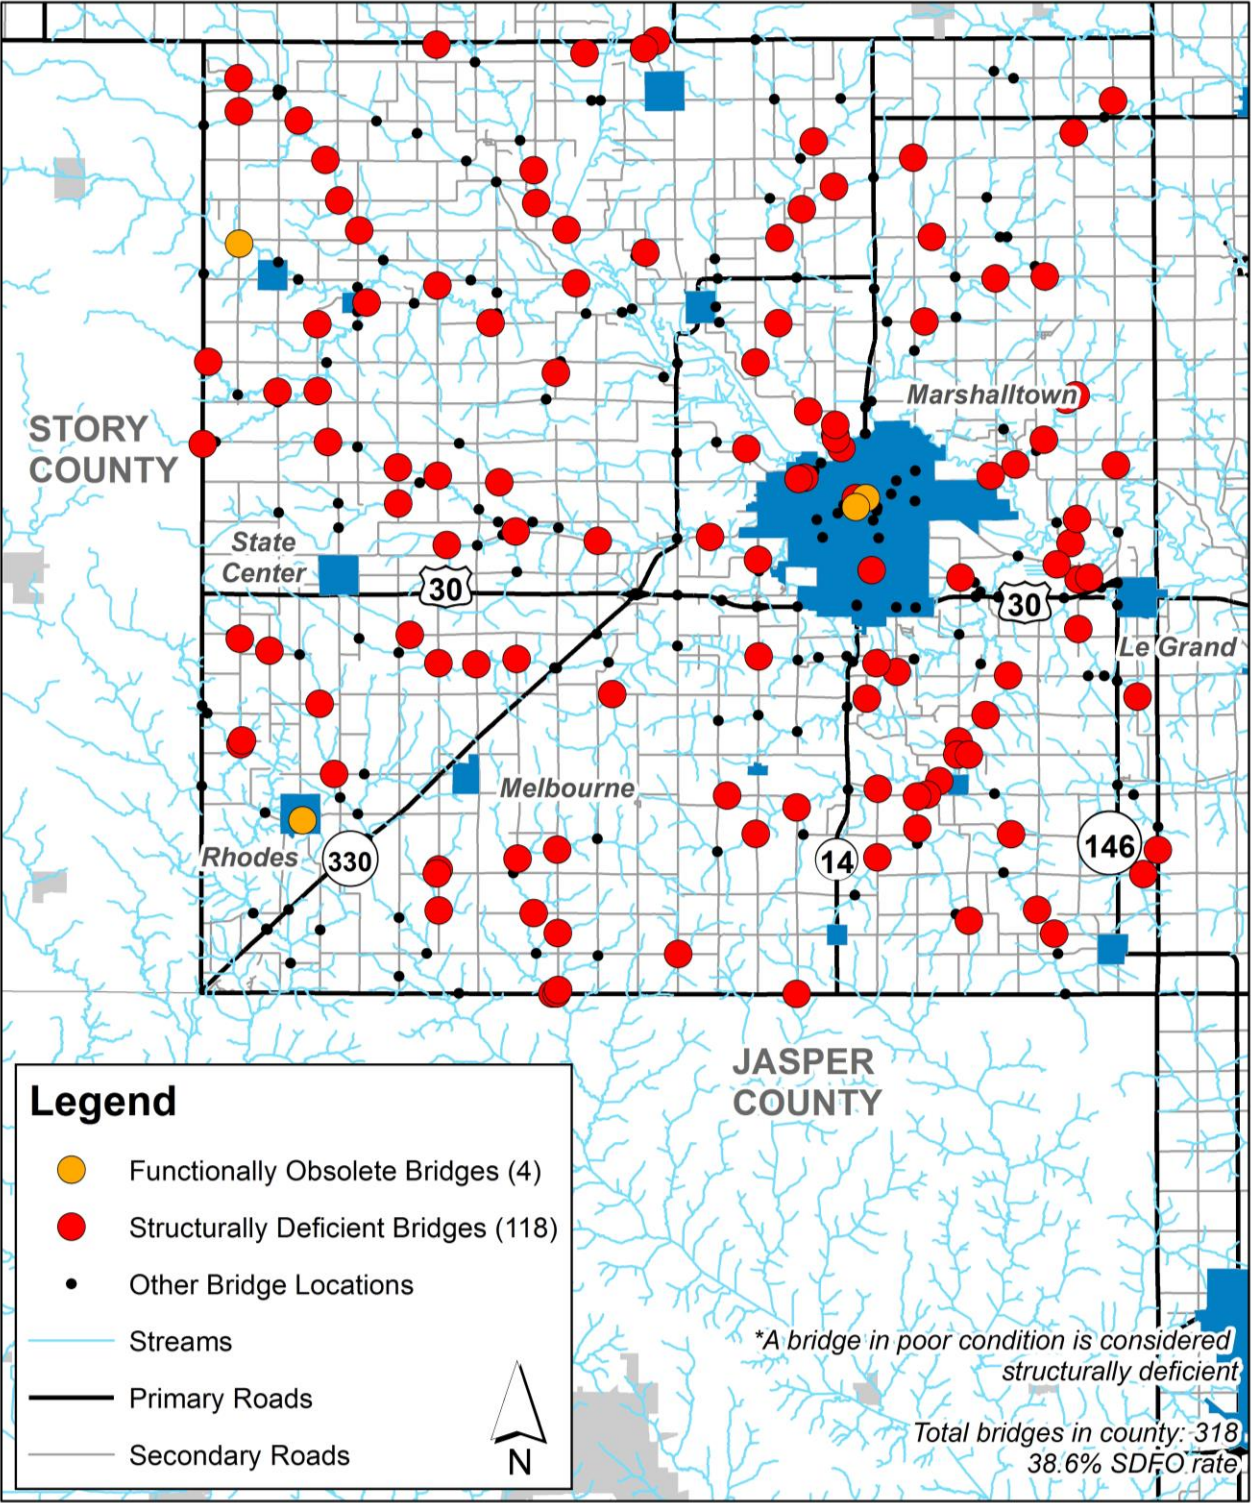 Marshalltown
STORY
COUNTY
State
Center
30
30
Le Grand
Melbourne
Rhodes
330
14
146
JASPER
COUNTY
Legend
Functionally Obsolete Bridges (4)
Structurally Deficient Bridges (118)
Other Bridge Locations
Streams
Primary Roads
Secondary Roads
N
*A bridge in poor condition is considered
structurally deficient
Total bridges in county: 318
38.6% SDFO rate